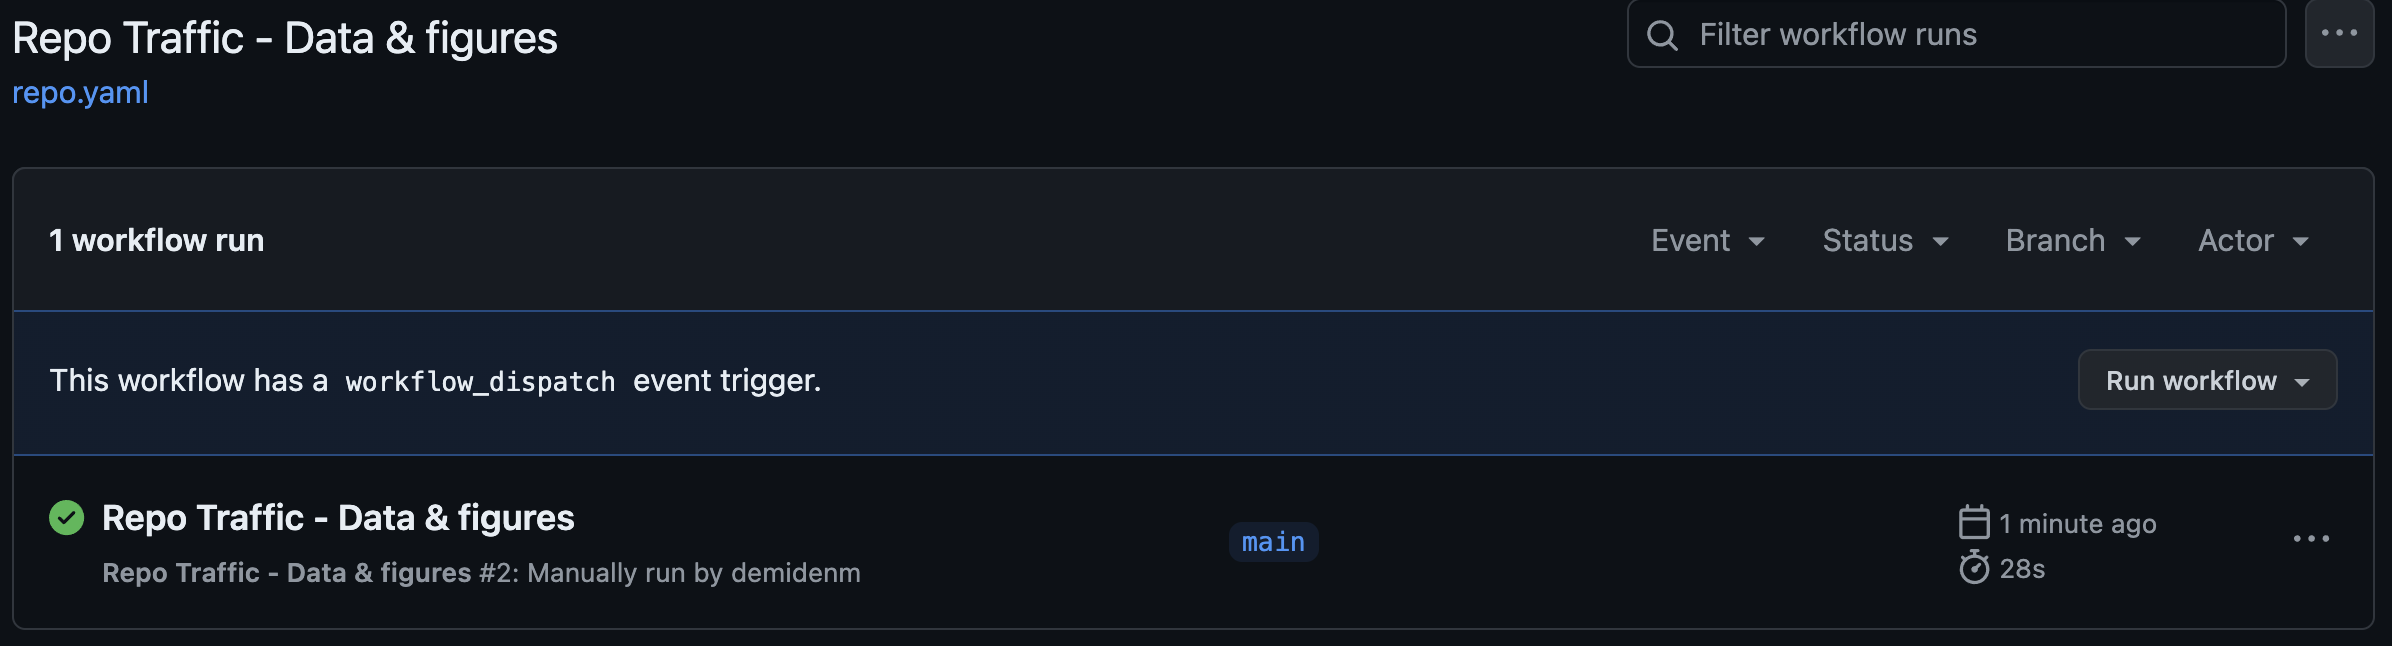 Repo Traffic - Data & figures
Filter workflow runs
repo.yaml
1 workflow run
Event
Status
Branch
Actor
This workflow has a workflow_dispatch event trigger.
Run workflow
Repo Traffic - Data & figures
main
1 minute ago
Repo Traffic - Data & figures #2: Manually run by demidenm
28s